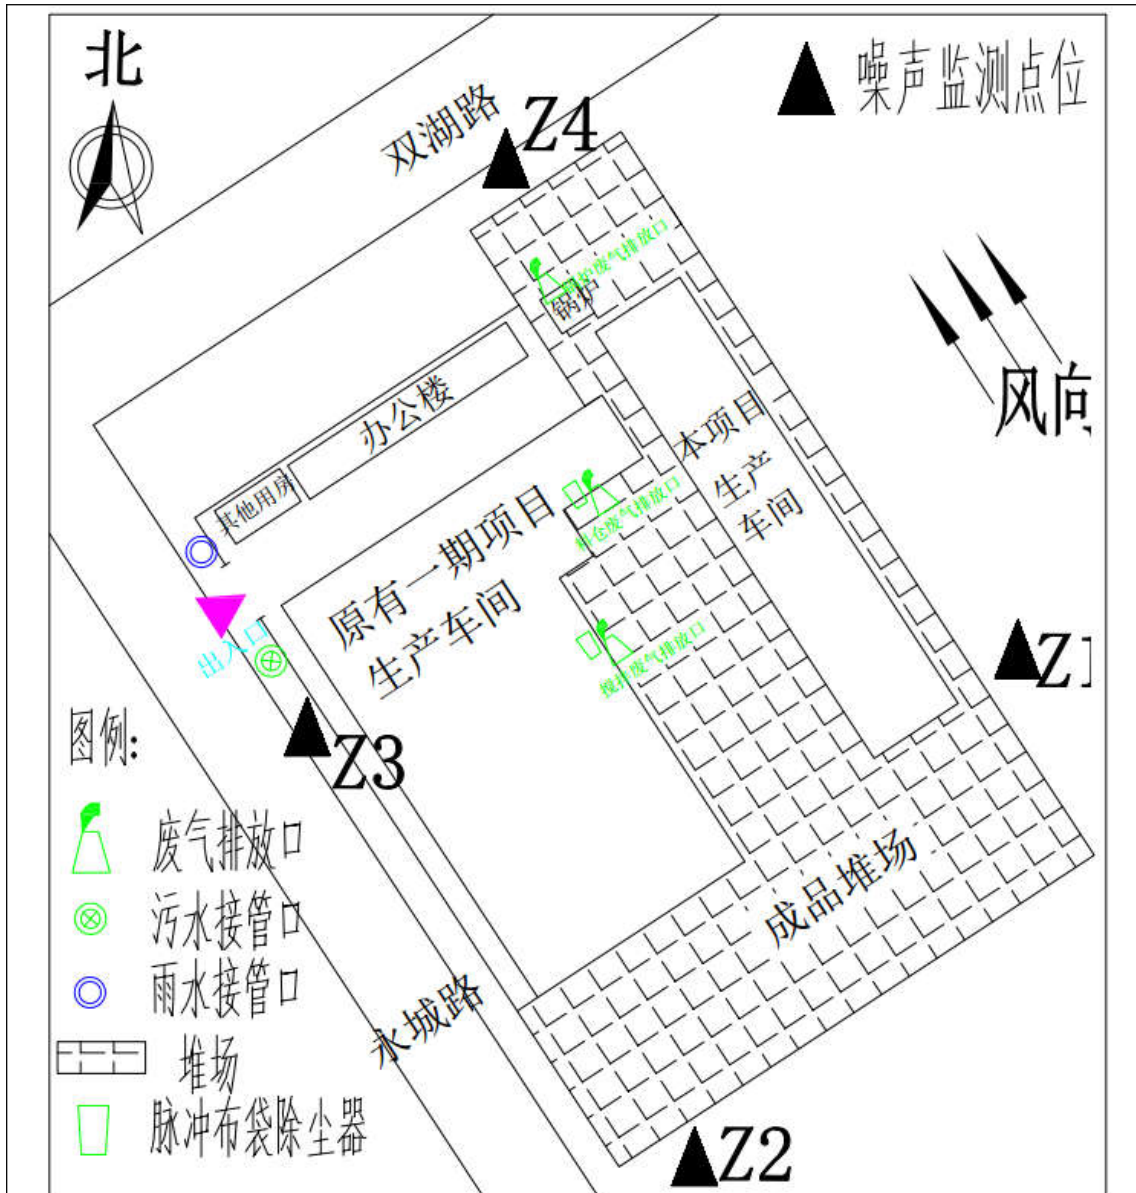 北
噪声监测点位
双湖路
Z4
锅炉废气排放口
锅炉
风向
办公楼
其他用房
本项目
生产
车间
料仓废气排放口
原有一期项目
生产车间
出入口
搅拌废气排放口
Z1
Z3
图例:
废气排放口
污水接管口
雨水接管口
堆场
脉冲布袋除尘器
成品堆场
永城路
Z2